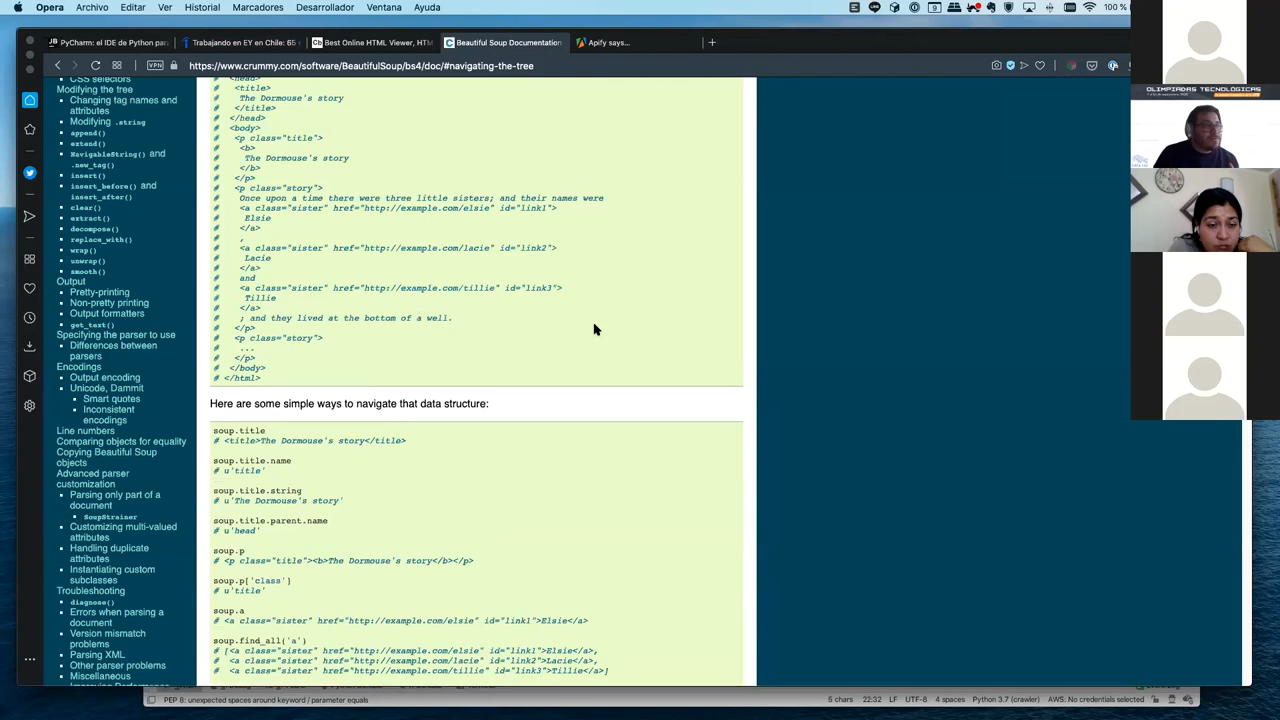 Opera Archivo Editar Ver Historial Marcadores Desarrollador Ventana Ayuda 100 %
PyCharm: el IDE de Python par
Trabajando en EY en Chile: 65
Best Online HTML Viewer, HTM
Beautiful Soup Documentation
Apify says...
VPN
https://www.crummy.com/software/BeautifulSoup/bs4/doc/#navigating-the-tree
CSS selectors
Modifying the tree
Changing tag names and
attributes
Modifying .string
append()
extend()
NavigableString() and
.new_tag()
insert()
insert_before() and
insert_after()
clear()
extract()
decompose()
replace_with()
wrap()
unwrap()
smooth()
Output
Pretty-printing
Non-pretty printing
Output formatters
get_text()
Specifying the parser to use
Differences between
parsers
Encodings
Output encoding
Unicode, Dammit
Smart quotes
Inconsistent
encodings
Line numbers
Comparing objects for equality
Copying Beautiful Soup
objects
Advanced parser
customization
Parsing only part of a
document
SoupStrainer
Customizing multi-valued
attributes
Handling duplicate
attributes
Instantiating custom
subclasses
Troubleshooting
diagnose()
Errors when parsing a
document
Version mismatch
problems
Parsing XML
Other parser problems
Miscellaneous
Improving Performance
# <head>
# <title>
# The Dormouse's story
# </title>
# </head>
# <body>
# <p class="title">
# <b>
# The Dormouse's story
# </b>
# </p>
# <p class="story">
# Once upon a time there were three little sisters; and their names were
# <a class="sister" href="http://example.com/elsie" id="link1">
# Elsie
# </a>
# ,
# <a class="sister" href="http://example.com/lacie" id="link2">
# Lacie
# </a>
# and
# <a class="sister" href="http://example.com/tillie" id="link3">
# Tillie
# </a>
# ; and they lived at the bottom of a well.
# </p>
# <p class="story">
# ...
# </p>
# </body>
# </html>
Here are some simple ways to navigate that data structure:
soup.title
# <title>The Dormouse's story</title>
soup.title.name
# u'title'
soup.title.string
# u'The Dormouse's story'
soup.title.parent.name
# u'head'
soup.p
# <p class="title"><b>The Dormouse's story</b></p>
soup.p['class']
# u'title'
soup.a
# <a class="sister" href="http://example.com/elsie" id="link1">Elsie</a>
soup.find_all('a')
# [<a class="sister" href="http://example.com/elsie" id="link1">Elsie</a>,
# <a class="sister" href="http://example.com/lacie" id="link2">Lacie</a>,
# <a class="sister" href="http://example.com/tillie" id="link3">Tillie</a>]
OLIMPIADAS TECNOLÓGICAS
PEP 8: unexpected spaces around keyword / parameter equals
5 chars 22:32 LF UTF-8 4 spaces Python 3.7 (crawler) AWS: No credentials selected